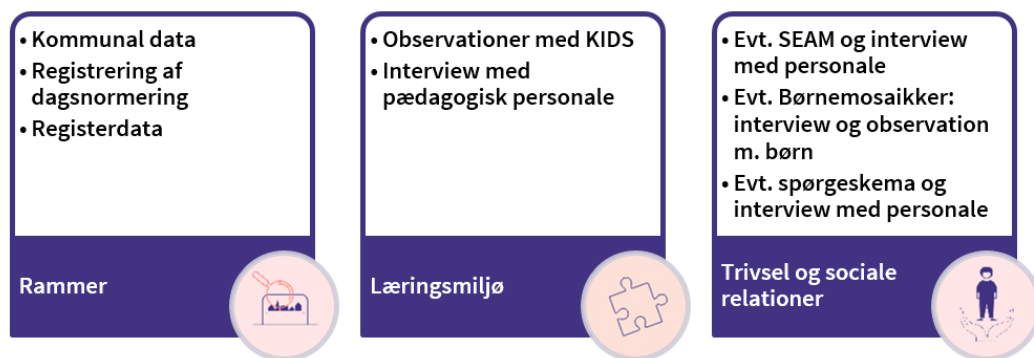 • Kommunal data
• Registrering af
dagsnormering
• Registerdata
Rammer
• Observationer med KIDS
• Interview med
pædagogisk personale
Læringsmiljø
• Evt. SEAM og interview
med personale
• Evt. Børnemosaikker:
interview og observation
m. børn
• Evt. spørgeskema og
interview med personale
Trivsel og sociale
relationer